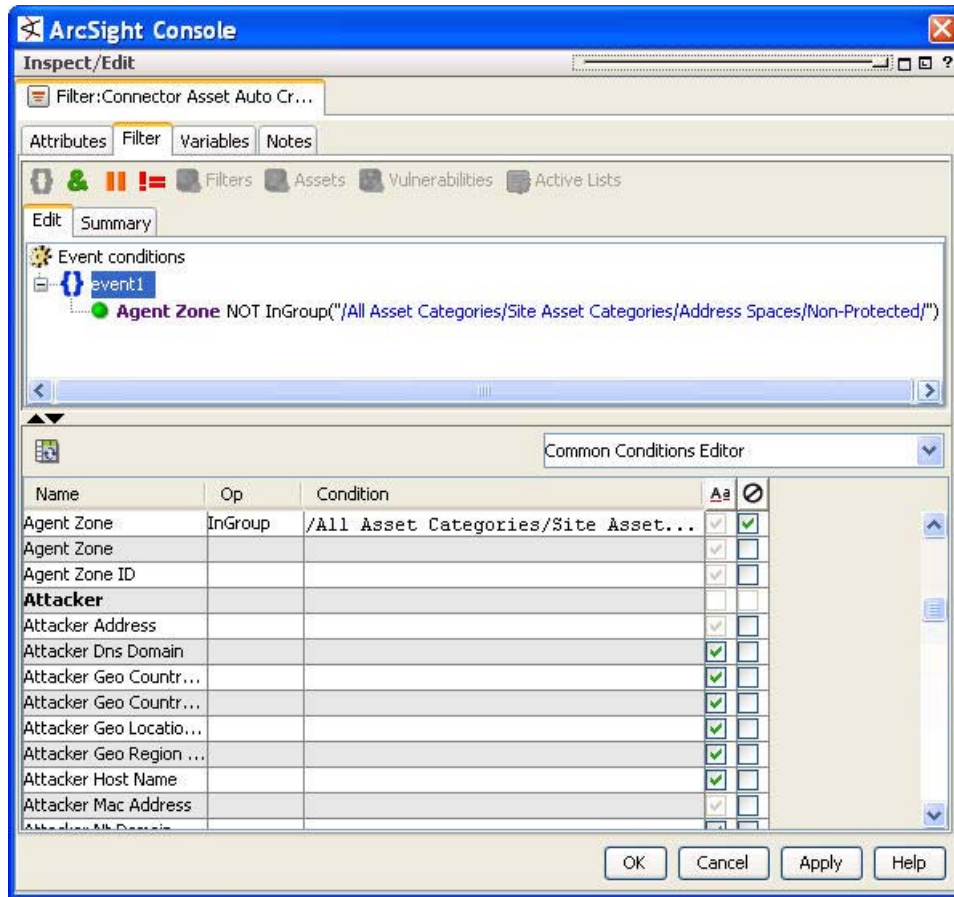 ArcSight Console
Inspect/Edit
?
Filter:Connector Asset Auto Cr...
Attributes Filter Variables Notes
{} & != Filters Assets Vulnerabilities Active Lists
Edit Summary
Event conditions
{} event1
Agent Zone NOT InGroup("/All Asset Categories/Site Asset Categories/Address Spaces/Non-Protected/")
Common Conditions Editor
Name Op Condition Aa
Agent Zone InGroup /All Asset Categories/Site Asset...
Agent Zone
Agent Zone ID
Attacker
Attacker Address
Attacker Dns Domain
Attacker Geo Countr...
Attacker Geo Countr...
Attacker Geo Locatio...
Attacker Geo Region ...
Attacker Host Name
Attacker Mac Address
OK Cancel Apply Help